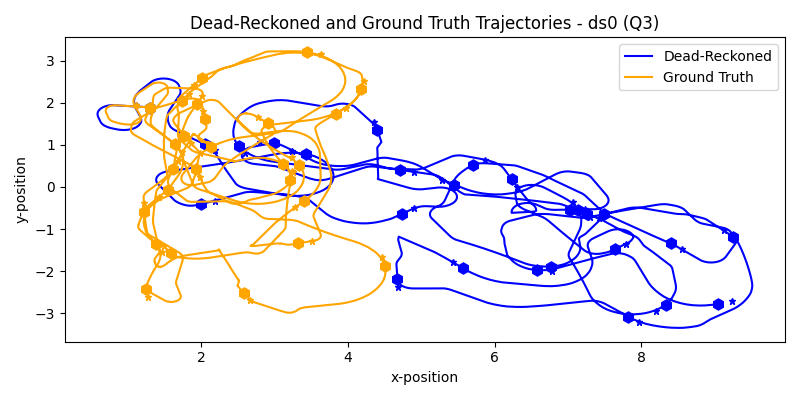 Dead-Reckoned and Ground Truth Trajectories - ds0 (Q3)
Dead-Reckoned
Ground Truth
y-position
3
2
1
0
−1
−2
−3
2
4
6
8
x-position